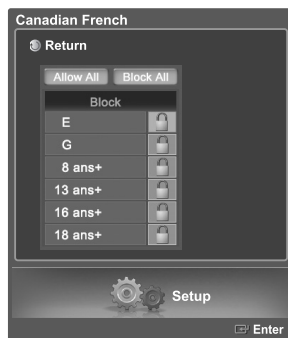 Canadian French
Return
Allow All Block All
Block
E
G
8 ans+
13 ans+
16 ans+
18 ans+
Setup
Enter